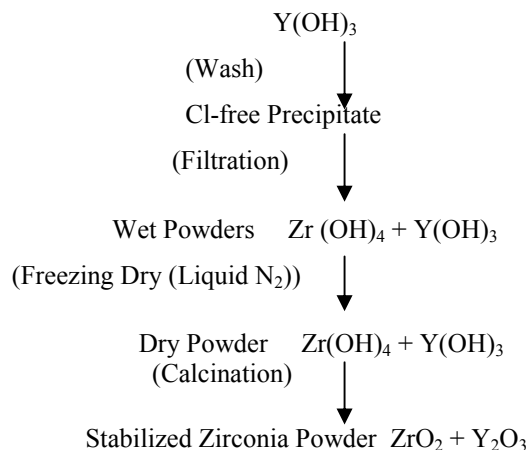 Y(OH)₃
(Wash)
Cl-free Precipitate
(Filtration)
Wet Powders Zr (OH)₄ + Y(OH)₃
(Freezing Dry (Liquid N₂))
Dry Powder Zr(OH)₄ + Y(OH)₃
(Calcination)
Stabilized Zirconia Powder ZrO₂ + Y₂O₃